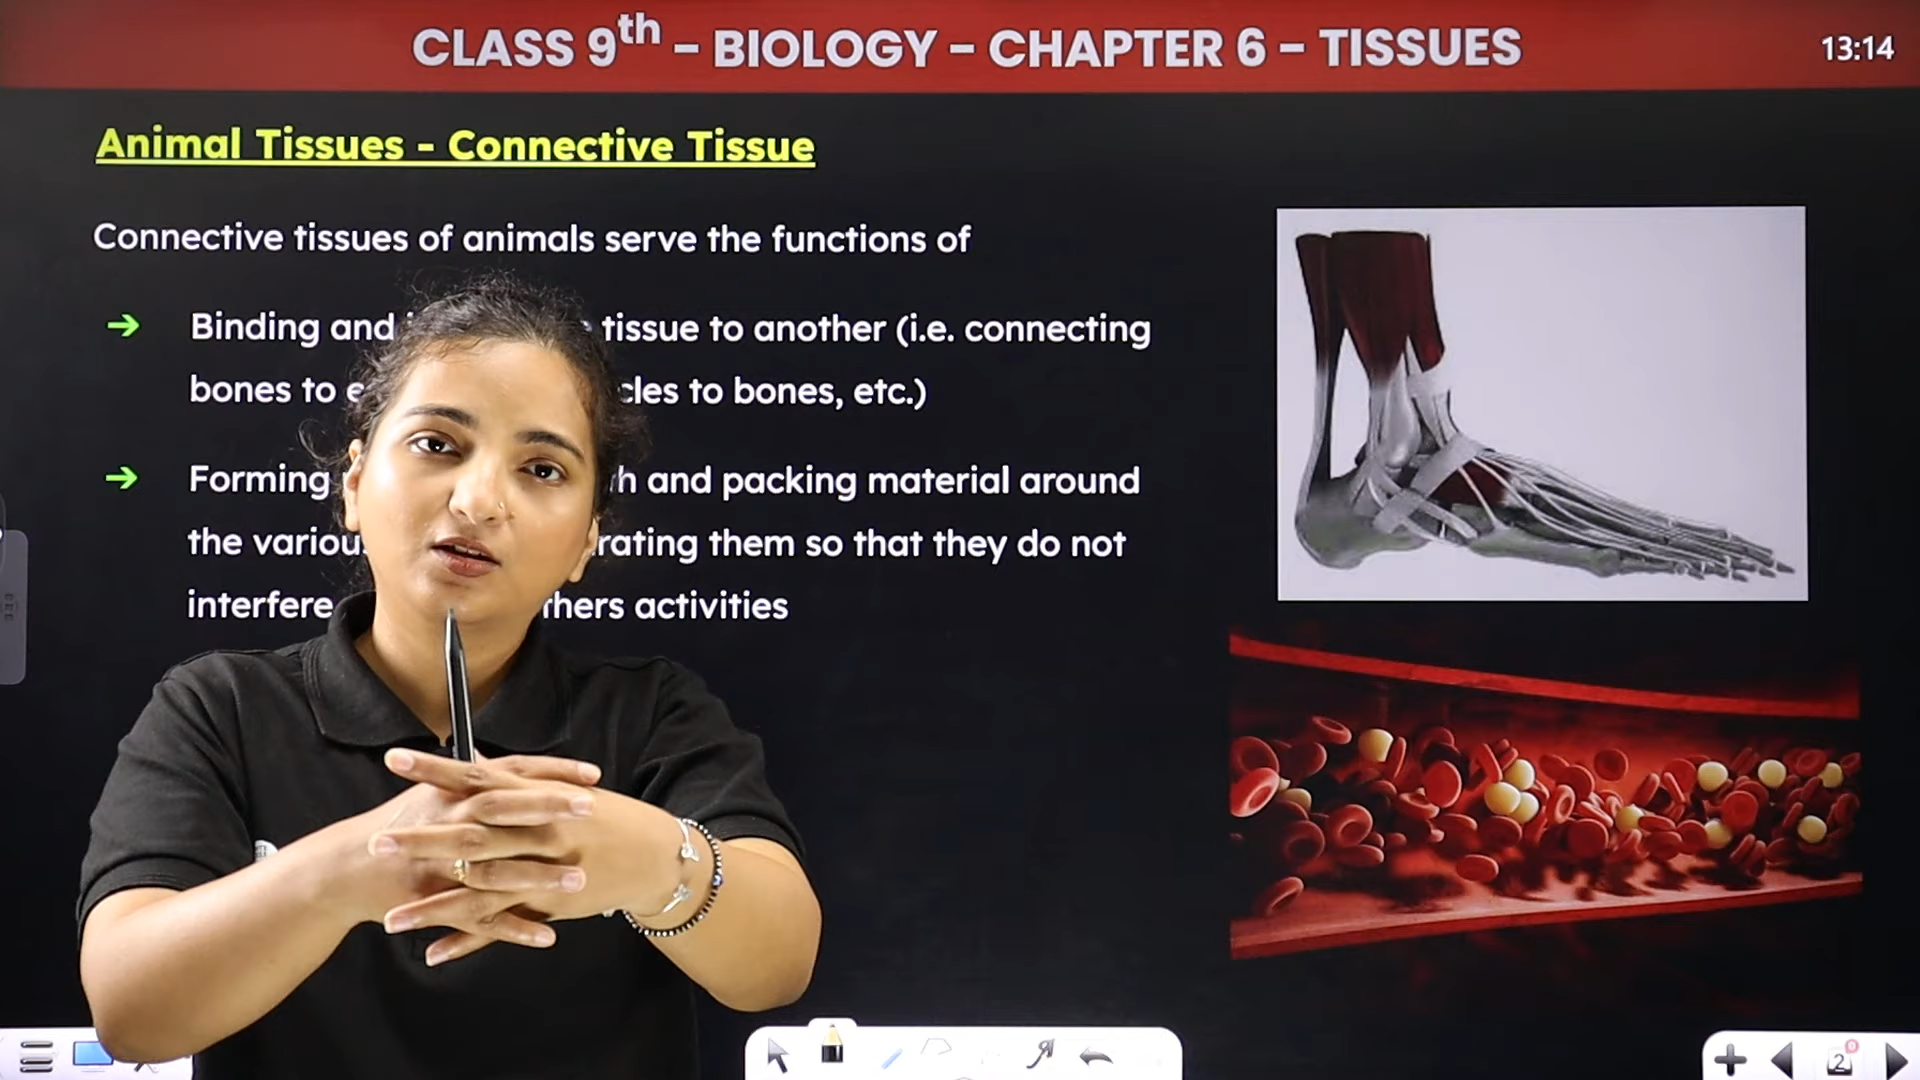 CLASS 9th - BIOLOGY - CHAPTER 6 - TISSUES
13:14
Animal Tissues - Connective Tissue
Connective tissues of animals serve the functions of
➔ Binding and tissue to another (i.e. connecting
bones to to bones, etc.)
➔ Forming and packing material around
the them so that they do not
interfere activities
2